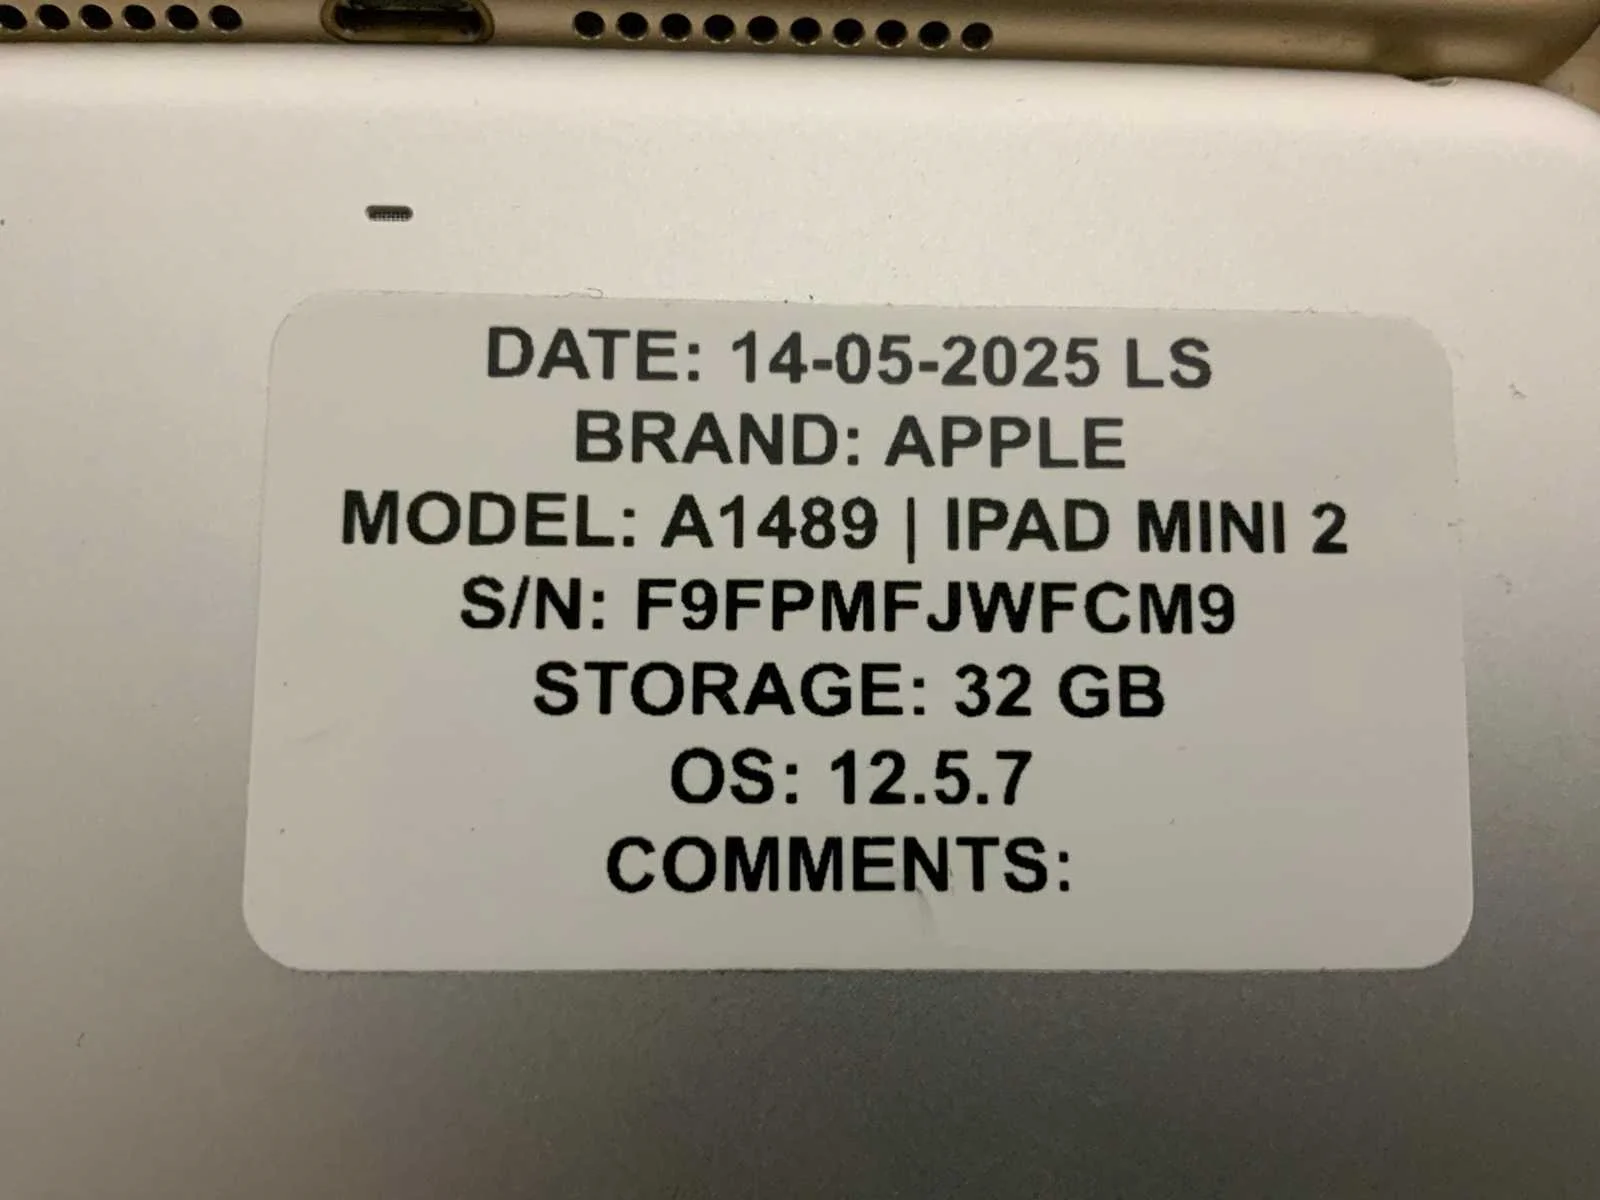 DATE: 14-05-2025 LS
BRAND: APPLE
MODEL: A1489 | IPAD MINI 2
S/N: F9FPMFJWFCM9
STORAGE: 32 GB
OS: 12.5.7
COMMENTS: